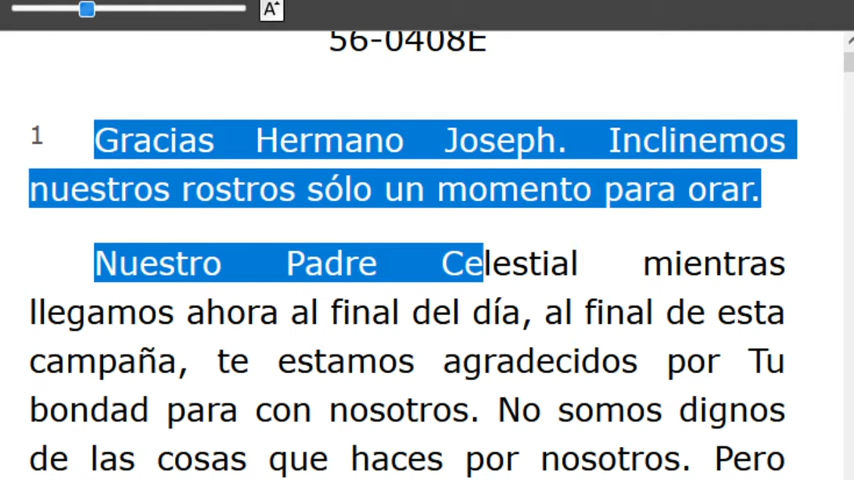 A
56-0408E
1 Gracias Hermano Joseph. Inclinemos
nuestros rostros sólo un momento para orar.
Nuestro Padre Celestial mientras
llegamos ahora al final del día, al final de esta
campaña, te estamos agradecidos por Tu
bondad para con nosotros. No somos dignos
de las cosas que haces por nosotros. Pero